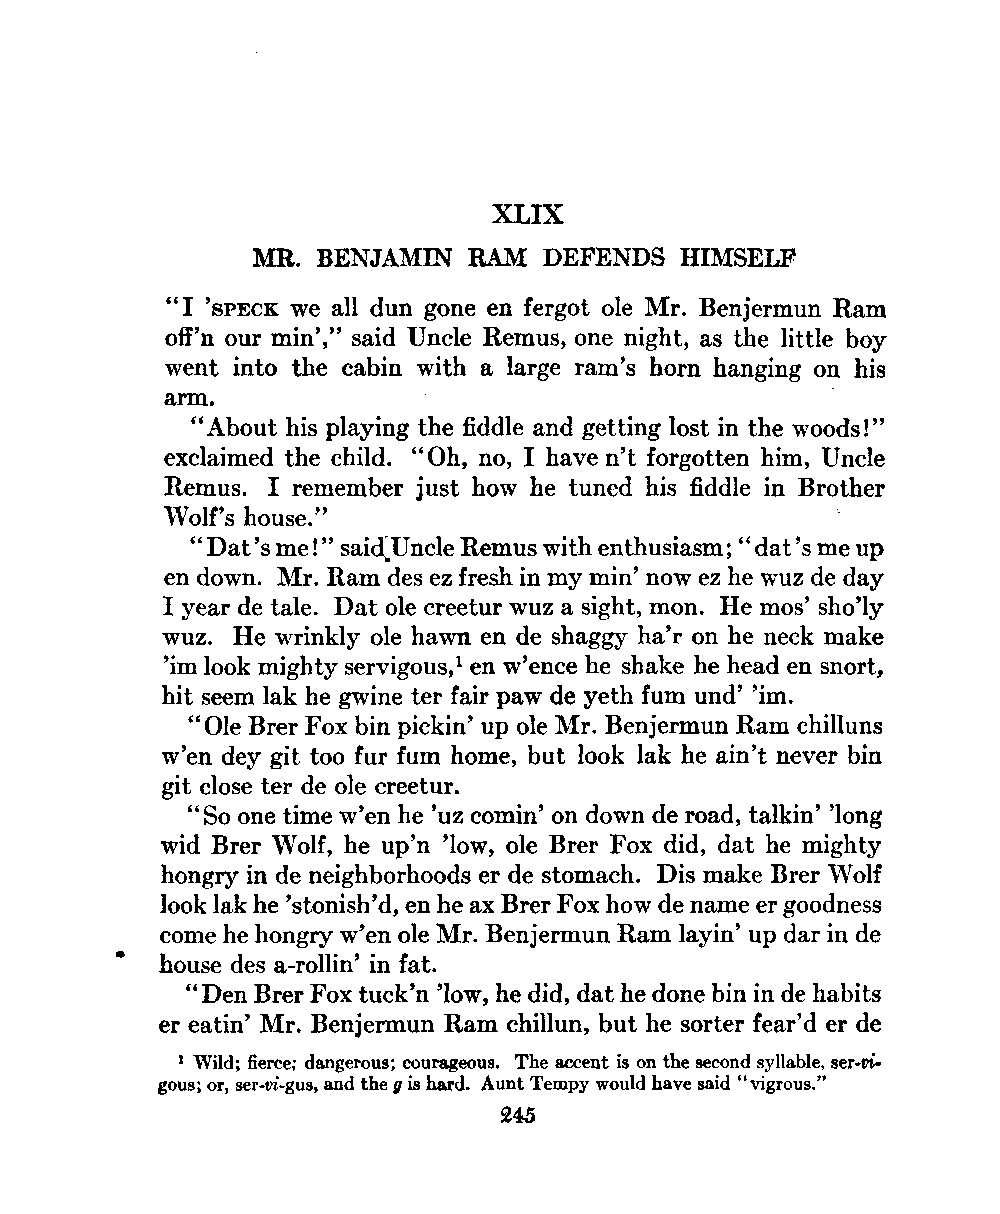 XLIX
MR. BENJAMIN RAM DEFENDS HIMSELF
“I ’SPECK we all dun gone en fergot ole Mr. Benjermun Ram
off’n our min’,” said Uncle Remus, one night, as the little boy
went into the cabin with a large ram’s horn hanging on his
arm.
“About his playing the fiddle and getting lost in the woods!”
exclaimed the child. “Oh, no, I have n’t forgotten him, Uncle
Remus. I remember just how he tuned his fiddle in Brother
Wolf’s house.”
“Dat’s me!” said Uncle Remus with enthusiasm; “dat’s me up
en down. Mr. Ram des ez fresh in my min’ now ez he wuz de day
I year de tale. Dat ole creetur wuz a sight, mon. He mos’ sho’ly
wuz. He wrinkly ole hawn en de shaggy ha’r on he neck make
’im look mighty servigous,¹ en w’ence he shake he head en snort,
hit seem lak he gwine ter fair paw de yeth fum und’ ’im.
“Ole Brer Fox bin pickin’ up ole Mr. Benjermun Ram chilluns
w’en dey git too fur fum home, but look lak he ain’t never bin
git close ter de ole creetur.
“So one time w’en he ’uz comin’ on down de road, talkin’ ’long
wid Brer Wolf, he up’n ’low, ole Brer Fox did, dat he mighty
hongry in de neighborhoods er de stomach. Dis make Brer Wolf
look lak he ’stonish’d, en he ax Brer Fox how de name er goodness
come he hongry w’en ole Mr. Benjermun Ram layin’ up dar in de
house des a-rollin’ in fat.
“Den Brer Fox tuck’n ’low, he did, dat he done bin in de habits
er eatin’ Mr. Benjermun Ram chillun, but he sorter fear’d er de
¹ Wild; fierce; dangerous; courageous. The accent is on the second syllable, ser-vi-
gous; or, ser-vi-gus, and the g is hard. Aunt Tempy would have said “vigrous.”
245